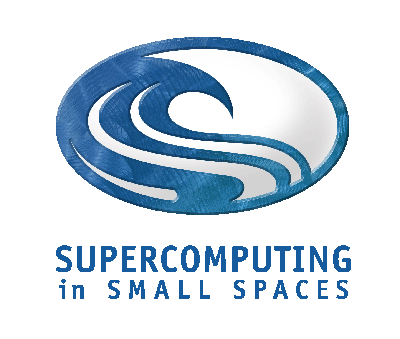 SUPERCOMPUTING
in SMALL SPACES